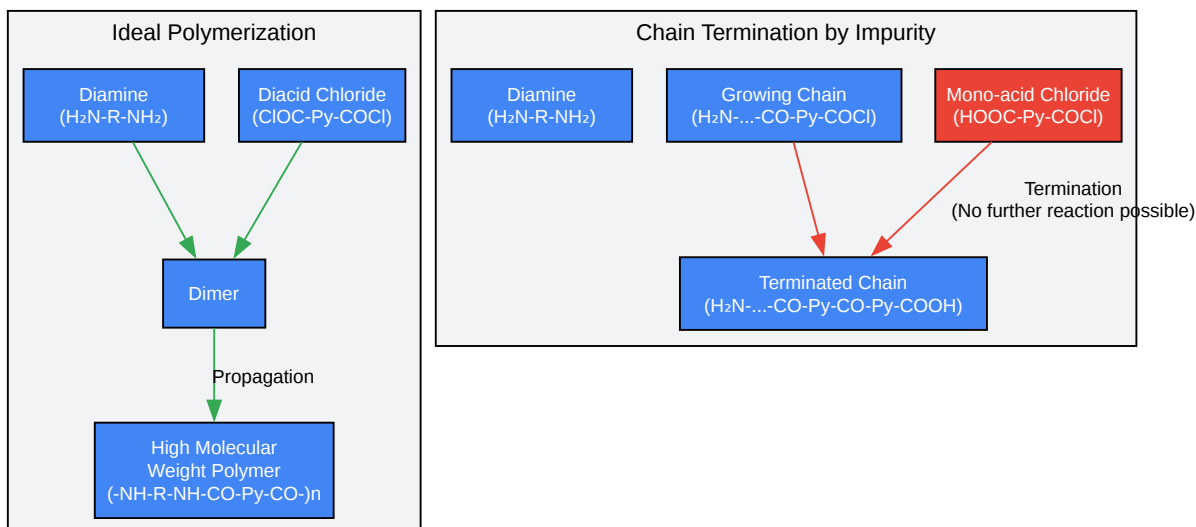 Ideal Polymerization
Diamine
(H₂N-R-NH₂)
Diacid Chloride
(ClOC-Py-COCl)
Dimer
Propagation
High Molecular
Weight Polymer
(-NH-R-NH-CO-Py-CO-)n
Chain Termination by Impurity
Diamine
(H₂N-R-NH₂)
Growing Chain
(H₂N-...-CO-Py-COCl)
Mono-acid Chloride
(HOOC-Py-COCl)
Termination
(No further reaction possible)
Terminated Chain
(H₂N-...-CO-Py-CO-Py-COOH)